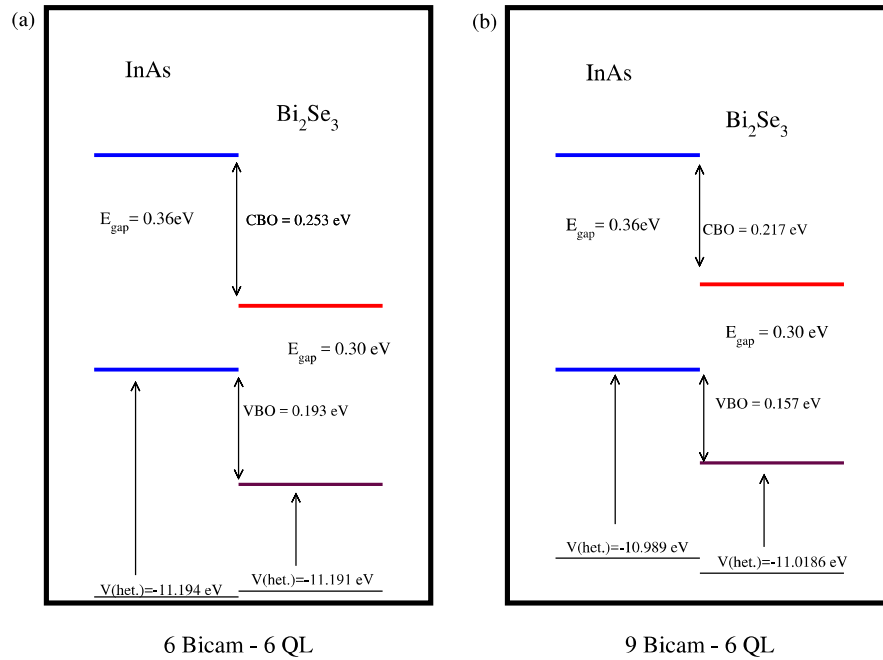 (a)
InAs
Bi2Se3
Egap= 0.36eV
CBO = 0.253 eV
Egap = 0.30 eV
VBO = 0.193 eV
V(het.)=-11.194 eV
V(het.)=-11.191 eV
6 Bicam - 6 QL
(b)
InAs
Bi2Se3
Egap= 0.36eV
CBO = 0.217 eV
Egap = 0.30 eV
VBO = 0.157 eV
V(het.)=-10.989 eV
V(het.)=-11.0186 eV
9 Bicam - 6 QL